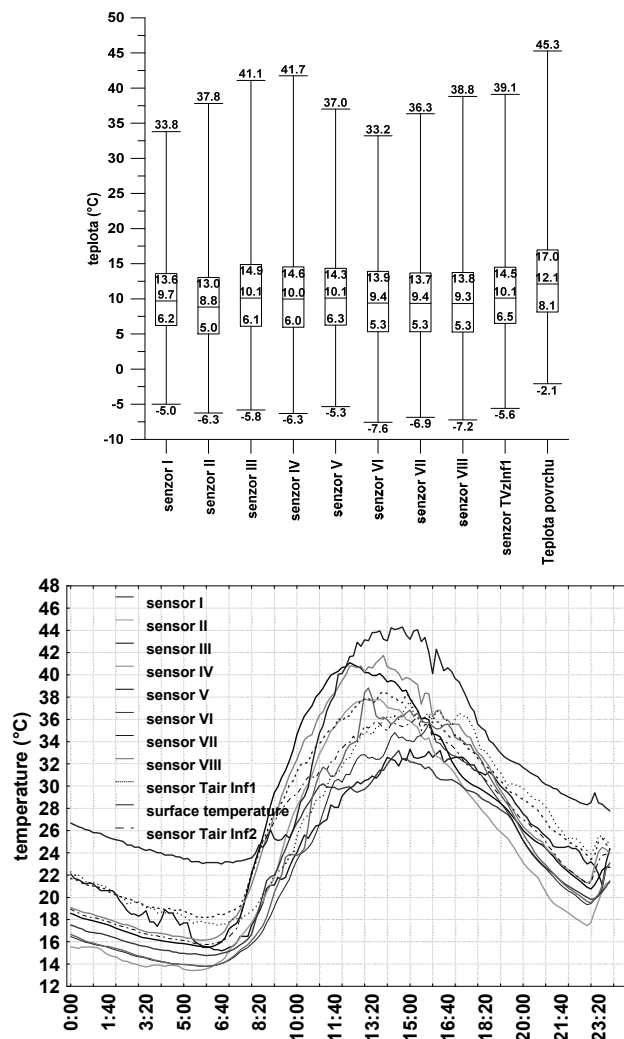 50
45
40
35
30
25
20
15
10
5
0
-5
-10
teplota (°C)
33.8 37.8 41.1 41.7 37.0 33.2 36.3 38.8 39.1 45.3
13.6 13.0 14.9 14.6 14.3 13.9 13.7 13.8 14.5 17.0
9.7 8.8 10.1 10.0 10.1 9.4 9.4 9.3 10.1 12.1
6.2 5.0 6.1 6.0 6.3 5.3 5.3 5.3 6.5 8.1
-5.0 -6.3 -5.8 -6.3 -5.3 -7.6 -6.9 -7.2 -5.6 -2.1
senzor I
senzor II
senzor III
senzor IV
senzor V
senzor VI
senzor VII
senzor VIII
senzor TVzInf1
Teplota povrchu
48
46
44
42
40
38
36
34
32
30
28
26
24
22
20
18
16
14
12
temperature (°C)
sensor I
sensor II
sensor III
sensor IV
sensor V
sensor VI
sensor VII
sensor VIII
sensor Tair Inf1
surface temperature
sensor Tair Inf2
0:00
1:40
3:20
5:00
6:40
8:20
10:00
11:40
13:20
15:00
16:40
18:20
20:00
21:40
23:20